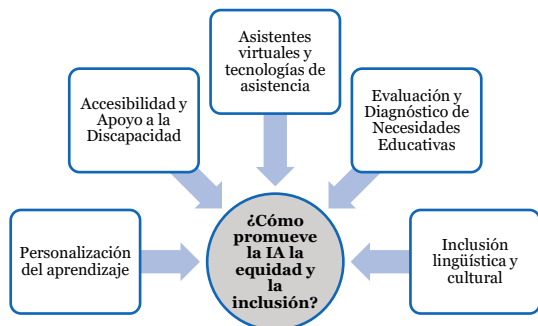 Asistentes
virtuales y
tecnologías de
asistencia
Accesibilidad y
Apoyo a la
Discapacidad
Evaluación y
Diagnóstico de
Necesidades
Educativas
Personalización
del aprendizaje
¿Cómo
promueve
la IA la
equidad y
la
inclusión?
Inclusión
lingüística y
cultural